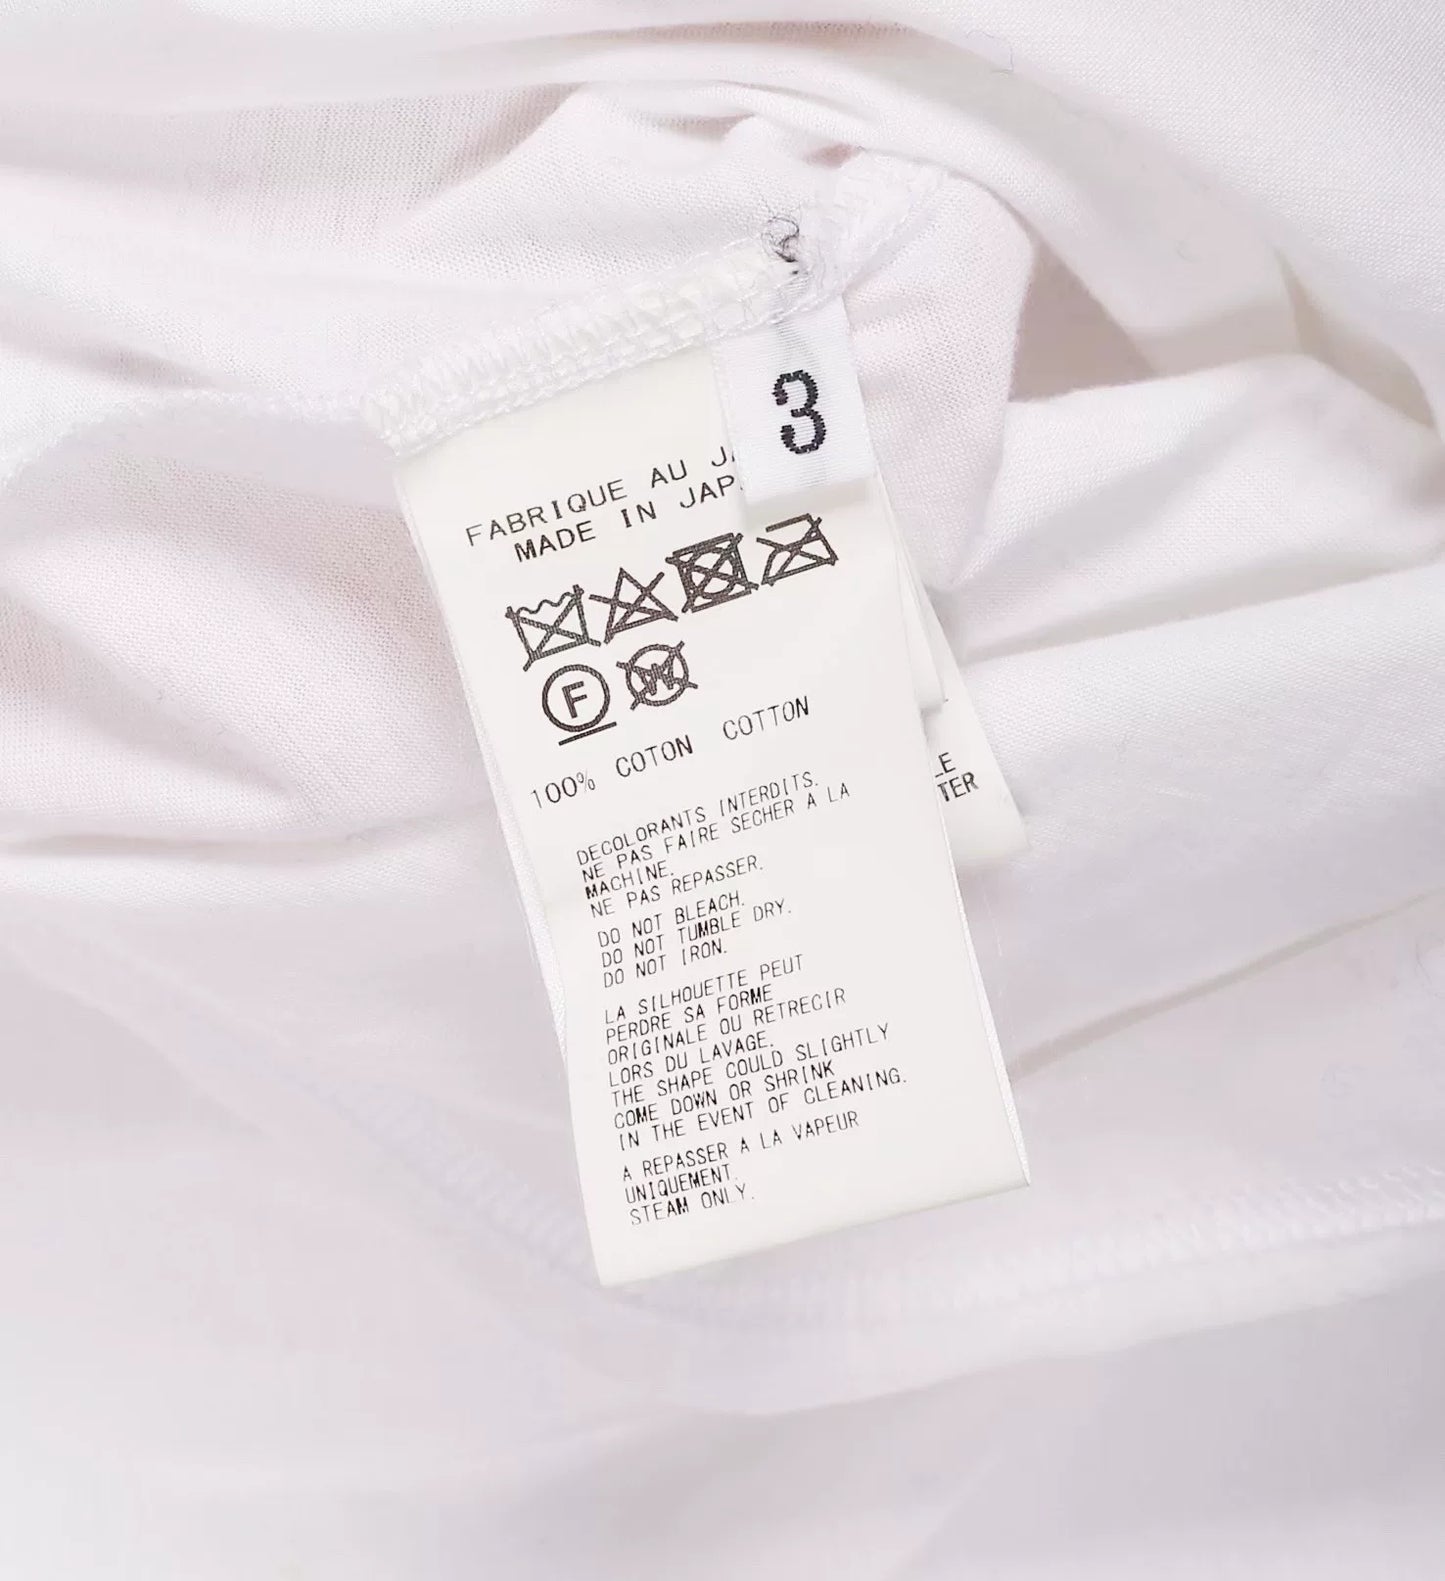 3
FABRIQUE AU
MADE IN
F
W
100% COTON COTTON
DECOLORANTS INTERDITS.
NE PAS FAIRE SECHER A LA
MACHINE.
NE PAS REPASSER.
DO NOT BLEACH.
DO NOT TUMBLE DRY.
DO NOT IRON.
LA SILHOUETTE PEUT
PERDRE SA FORME
ORIGINALE OU RETRECIR
LORS DU LAVAGE.
THE SHAPE COULD SLIGHTLY
COME DOWN OR SHRINK
IN THE EVENT OF CLEANING.
A REPASSER A LA VAPEUR
UNIQUEMENT.
STEAM ONLY.